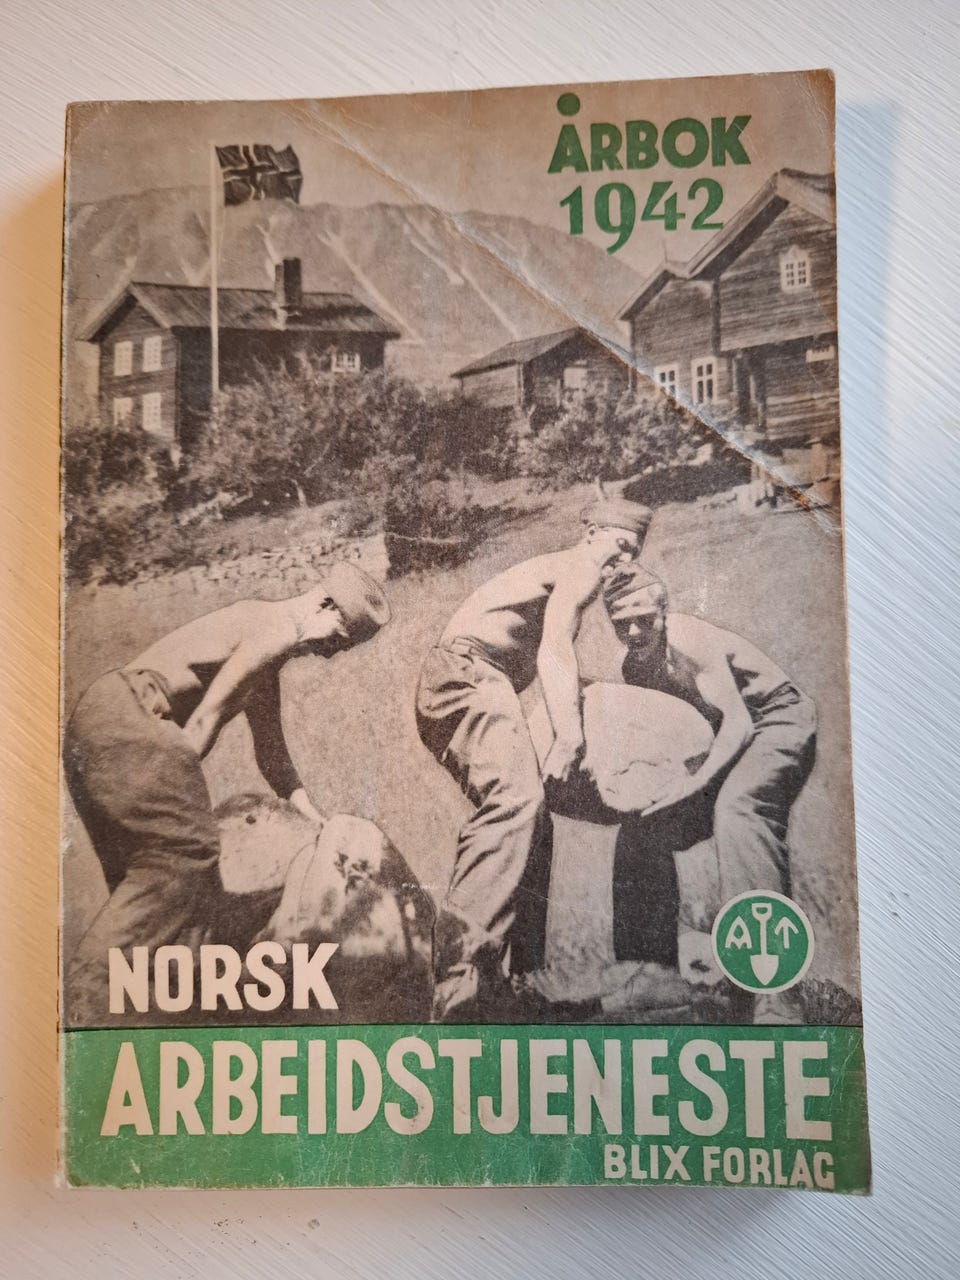 ÅRBOK
1942
A T
NORSK
ARBEIDSTJENESTE
BLIX FORLAG